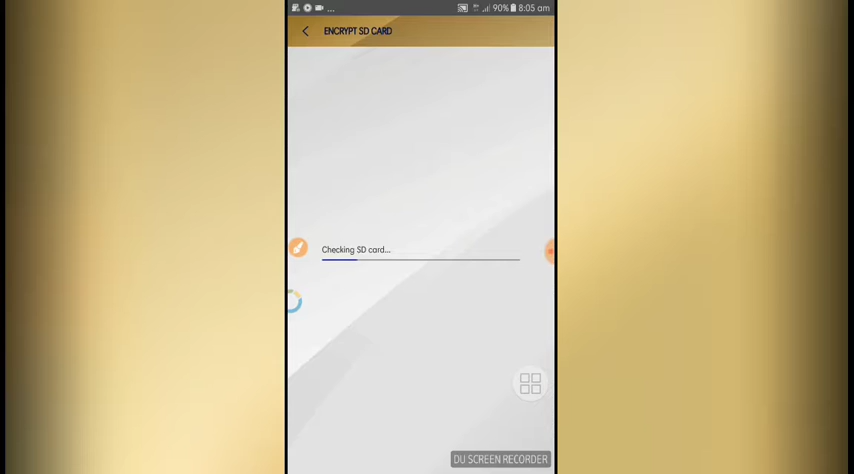 ... 90% 8:05 am
ENCRYPT SD CARD
Checking SD card...
DU SCREEN RECORDER